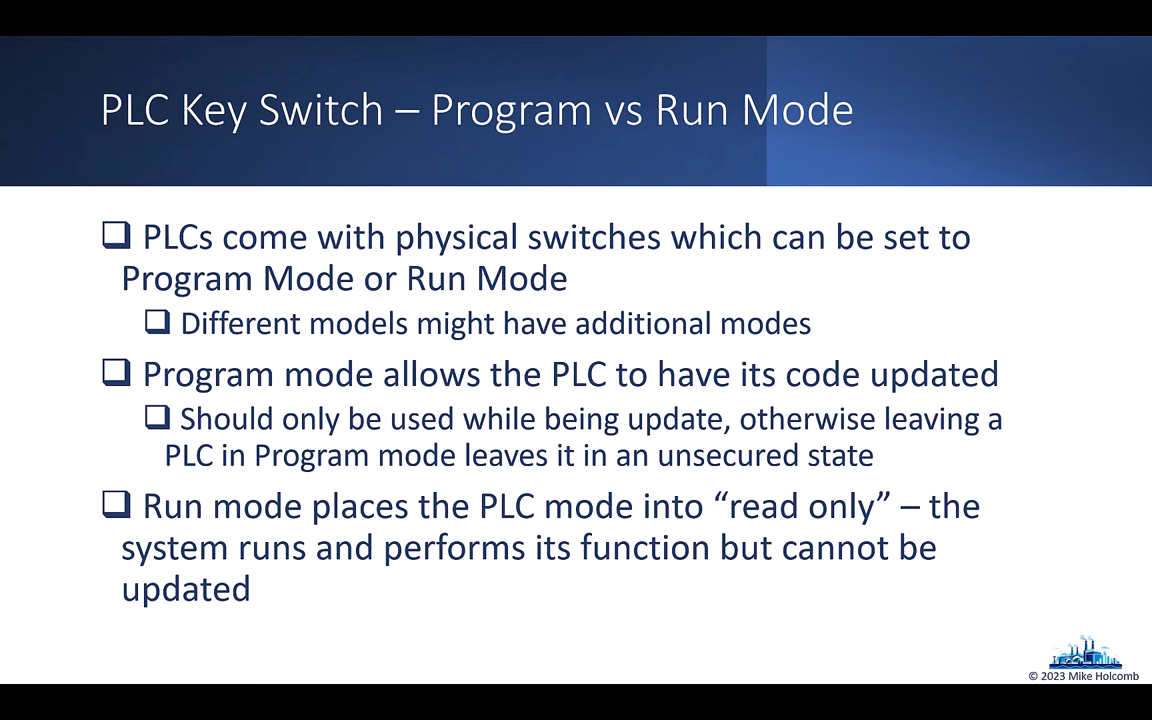 PLC Key Switch – Program vs Run Mode
❑ PLCs come with physical switches which can be set to
Program Mode or Run Mode
❑ Different models might have additional modes
❑ Program mode allows the PLC to have its code updated
❑ Should only be used while being update, otherwise leaving a
PLC in Program mode leaves it in an unsecured state
❑ Run mode places the PLC mode into “read only” – the
system runs and performs its function but cannot be
updated
© 2023 Mike Holcomb